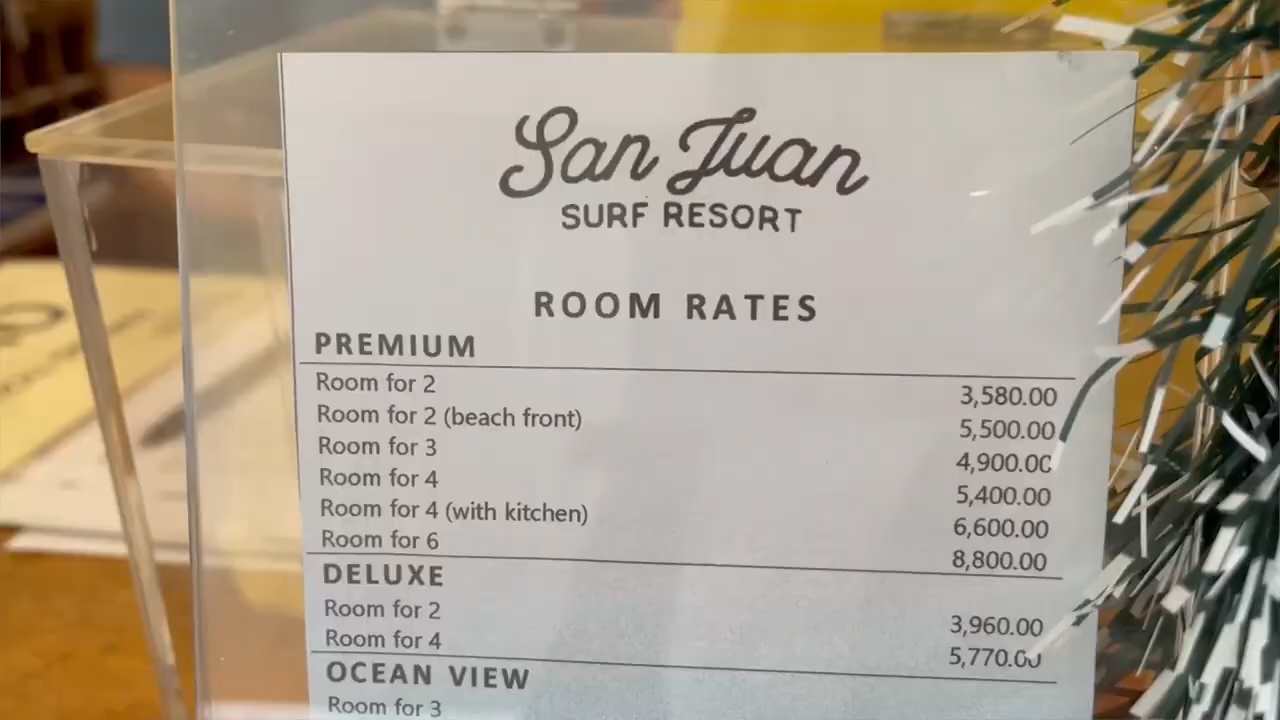 San Juan
SURF RESORT
ROOM RATES
PREMIUM
Room for 2 3,580.00
Room for 2 (beach front) 5,500.00
Room for 3 4,900.00
Room for 4 5,400.00
Room for 4 (with kitchen) 6,600.00
Room for 6 8,800.00
DELUXE
Room for 2 3,960.00
Room for 4 5,770.00
OCEAN VIEW
Room for 3